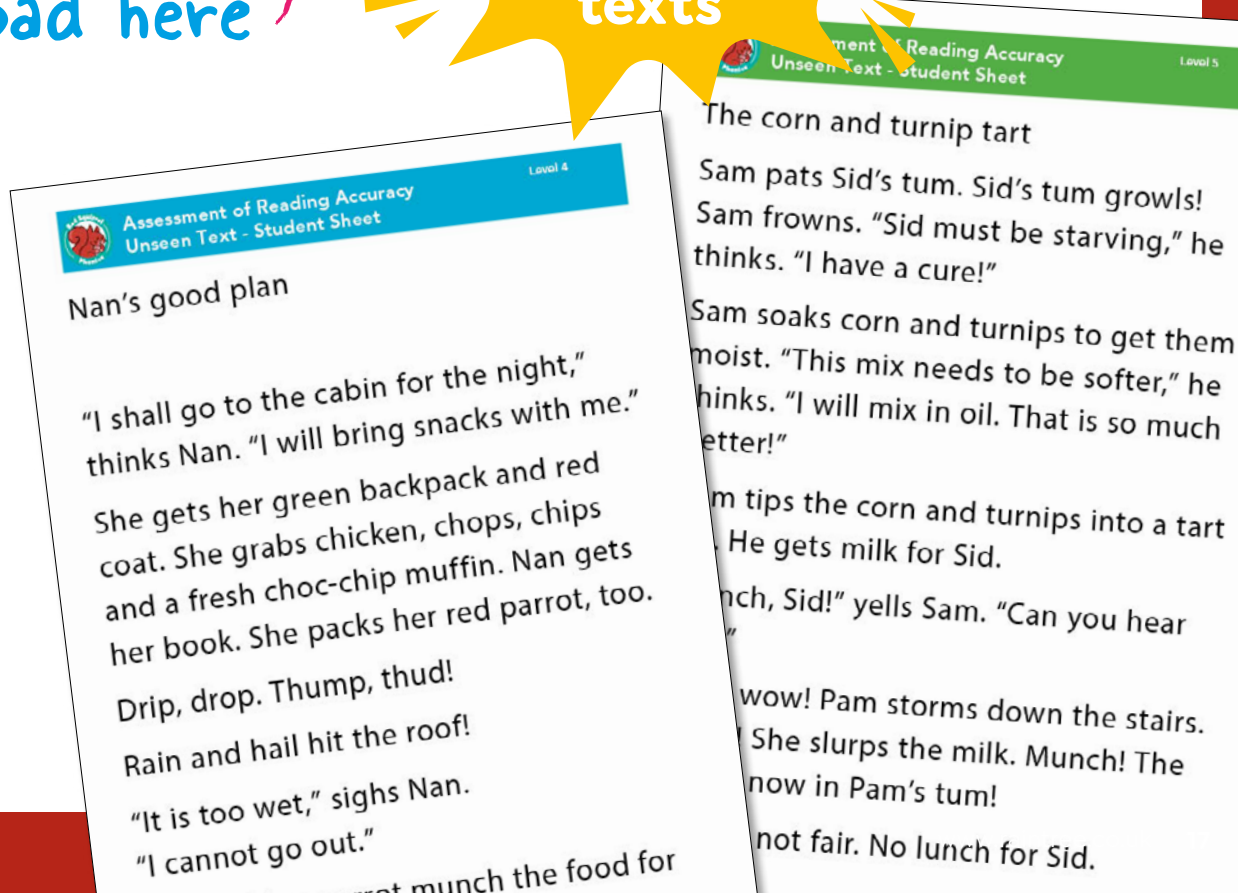 ad here
texts
Assessment of Reading Accuracy
Unseen Text - Student Sheet
Level 4
Nan's good plan
"I shall go to the cabin for the night,"
thinks Nan. "I will bring snacks with me."
She gets her green backpack and red
coat. She grabs chicken, chops, chips
and a fresh choc-chip muffin. Nan gets
her book. She packs her red parrot, too.
Drip, drop. Thump, thud!
Rain and hail hit the roof!
"It is too wet," sighs Nan.
"I cannot go out."
munch the food for
ment of Reading Accuracy
Unseen Text - Student Sheet
Level 5
The corn and turnip tart
Sam pats Sid's tum. Sid's tum growls!
Sam frowns. "Sid must be starving," he
thinks. "I have a cure!"
Sam soaks corn and turnips to get them
moist. "This mix needs to be softer," he
hinks. "I will mix in oil. That is so much
etter!"
m tips the corn and turnips into a tart
. He gets milk for Sid.
nch, Sid!" yells Sam. "Can you hear
"
wow! Pam storms down the stairs.
! She slurps the milk. Munch! The
now in Pam's tum!
not fair. No lunch for Sid.